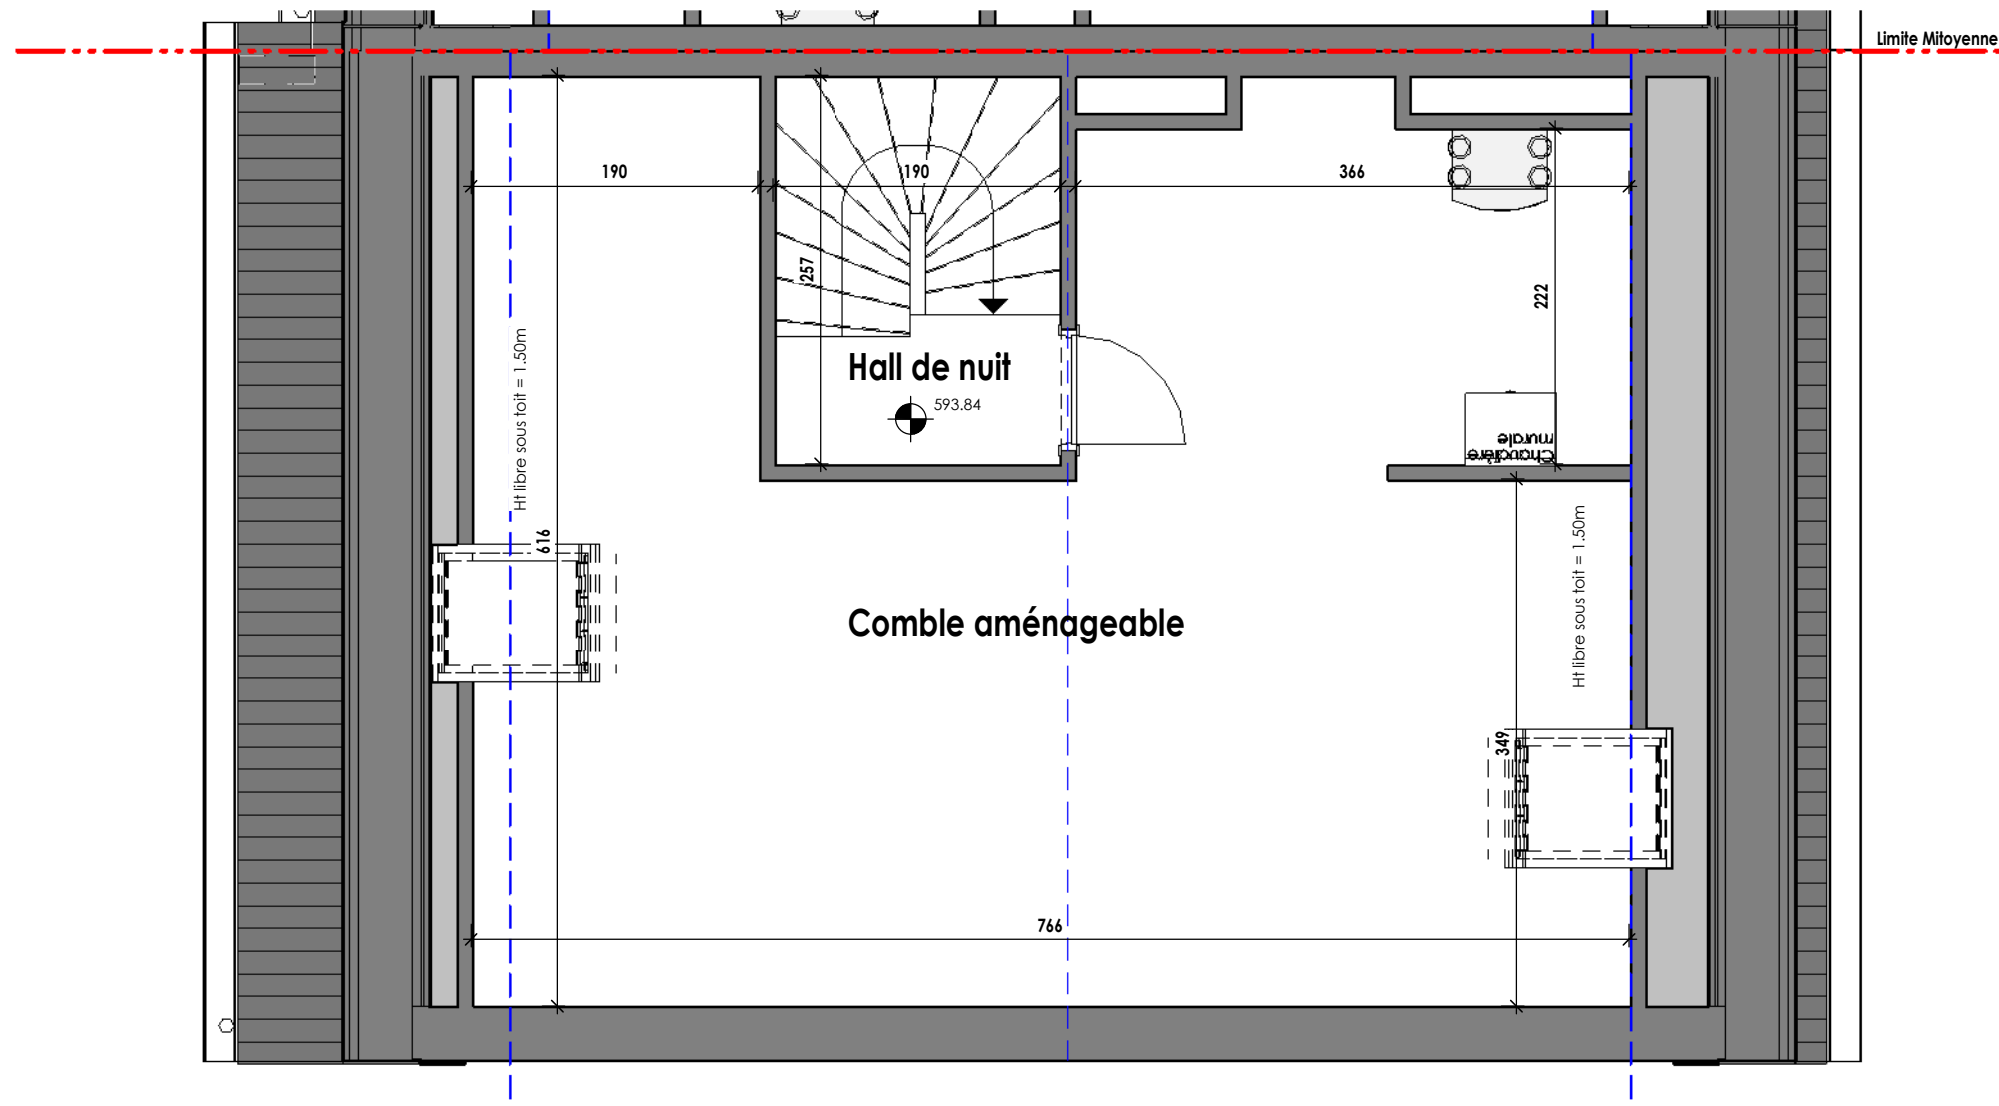 Limite Mitoyenne
190
190
366
257
222
Ht libre sous toit = 1.50m
Hall de nuit
593.84
Chaudière
murale
616
Ht libre sous toit = 1.50m
Comble aménageable
349
766